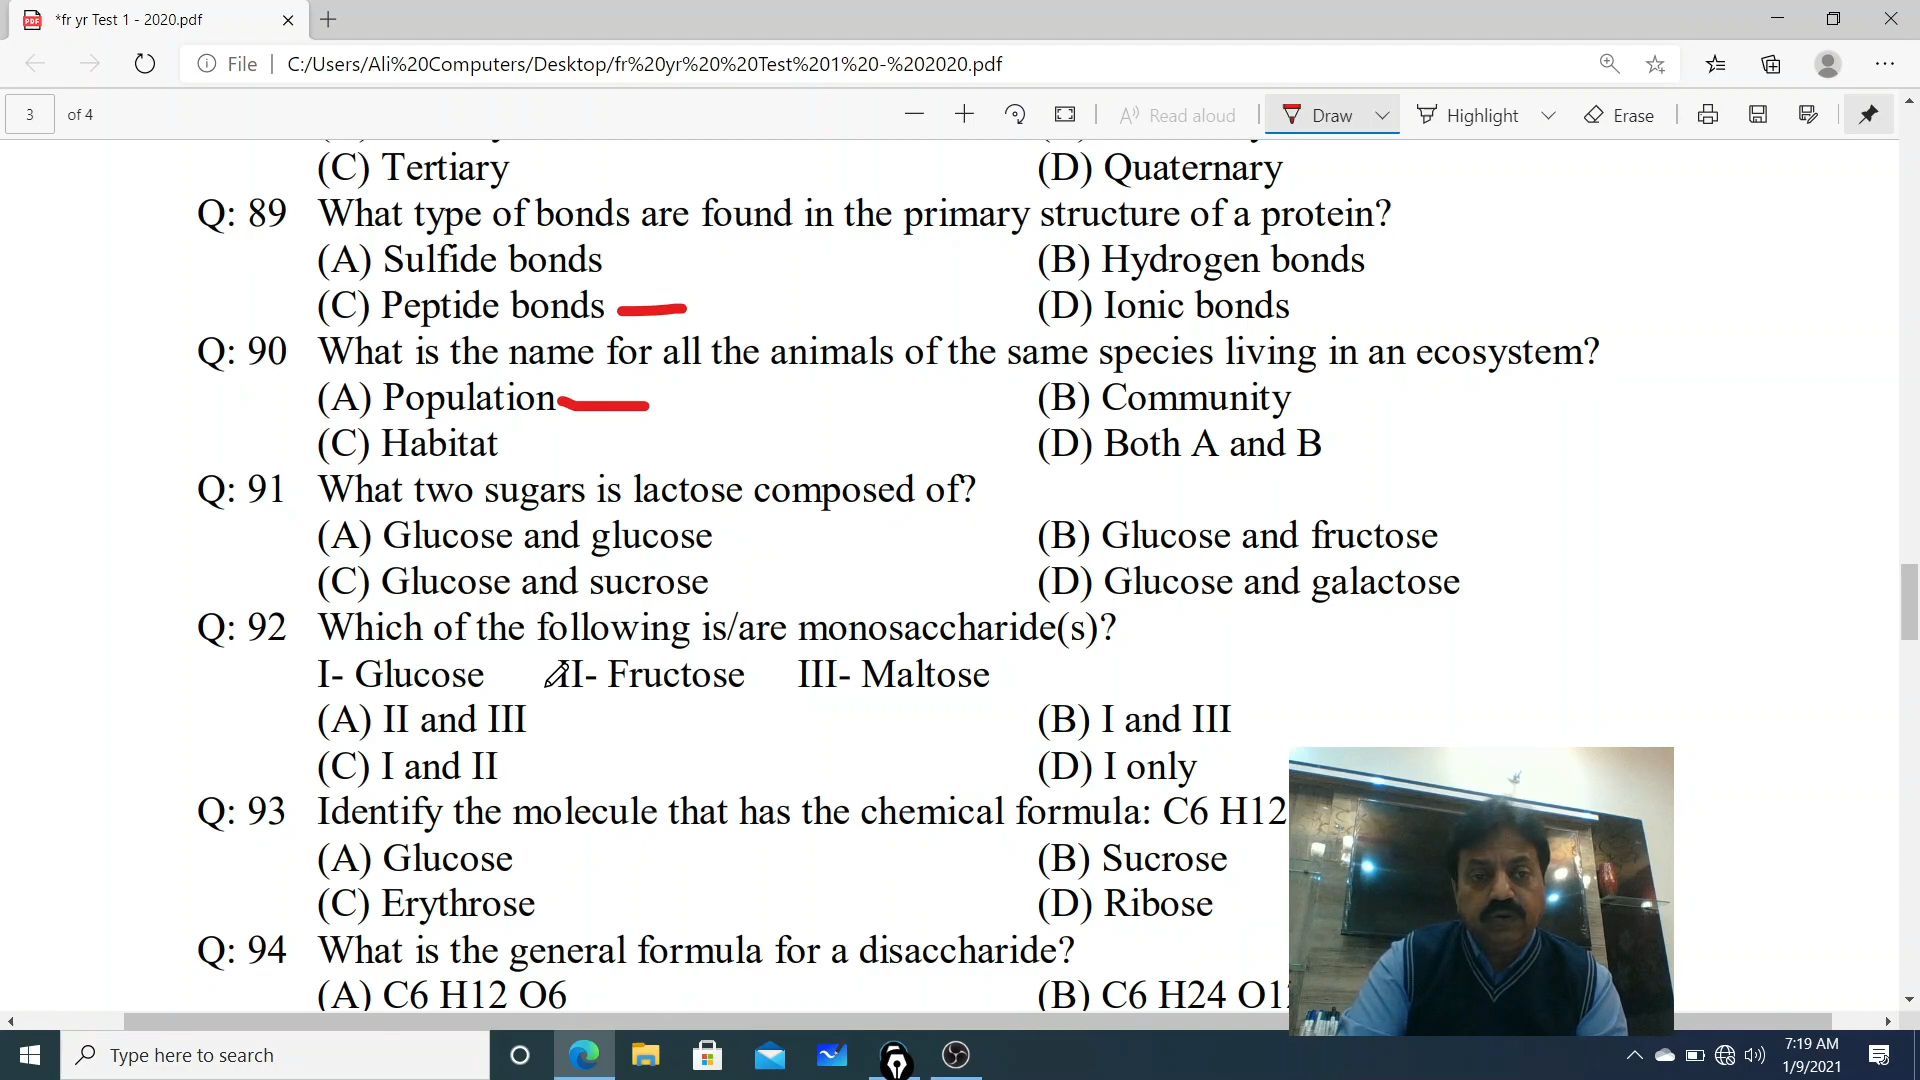 *fr yr Test 1 - 2020.pdf
File C:/Users/Ali%20Computers/Desktop/fr%20yr%20%20Test%201%20-%202020.pdf
3 of 4 Read aloud Draw Highlight Erase
(C) Tertiary (D) Quaternary
Q: 89 What type of bonds are found in the primary structure of a protein?
(A) Sulfide bonds (B) Hydrogen bonds
(C) Peptide bonds (D) Ionic bonds
Q: 90 What is the name for all the animals of the same species living in an ecosystem?
(A) Population (B) Community
(C) Habitat (D) Both A and B
Q: 91 What two sugars is lactose composed of?
(A) Glucose and glucose (B) Glucose and fructose
(C) Glucose and sucrose (D) Glucose and galactose
Q: 92 Which of the following is/are monosaccharide(s)?
I- Glucose II- Fructose III- Maltose
(A) II and III (B) I and III
(C) I and II (D) I only
Q: 93 Identify the molecule that has the chemical formula: C6 H12
(A) Glucose (B) Sucrose
(C) Erythrose (D) Ribose
Q: 94 What is the general formula for a disaccharide?
(A) C6 H12 O6 (B) C6 H24 O1
Type here to search
7:19 AM
1/9/2021